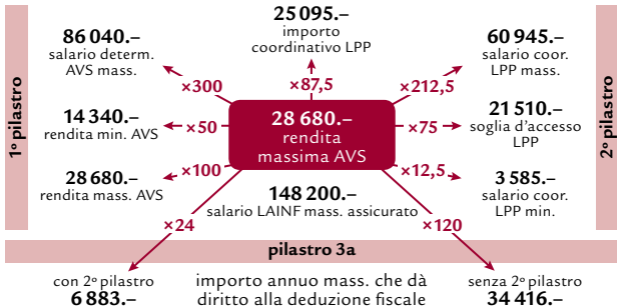 25 095.–
importo
coordinativo LPP
86 040.–
salario determ.
AVS mass.
60 945.–
salario coor.
LPP mass.
×300
×87,5
×212,5
1º pilastro
2º pilastro
14 340.–
rendita min. AVS
×50
28 680.–
rendita
massima AVS
×75
21 510.–
soglia d’accesso
LPP
28 680.–
rendita mass. AVS
×100
×12,5
3 585.–
salario coor.
LPP min.
148 200.–
salario LAINF mass. assicurato
×24
×120
pilastro 3a
con 2º pilastro
6 883.–
importo annuo mass. che dà
diritto alla deduzione fiscale
senza 2º pilastro
34 416.–